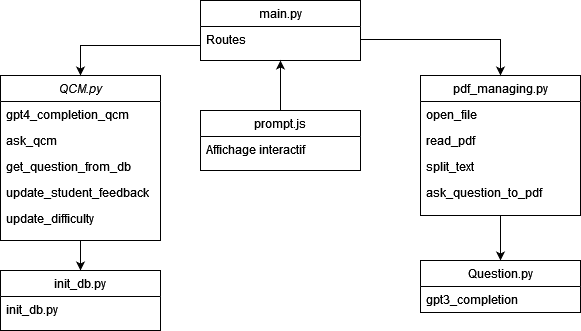 main.py
Routes
QCM.py
gpt4_completion_qcm
ask_qcm
get_question_from_db
update_student_feedback
update_difficulty
prompt.js
Affichage interactif
pdf_managing.py
open_file
read_pdf
split_text
ask_question_to_pdf
init_db.py
init_db.py
Question.py
gpt3_completion